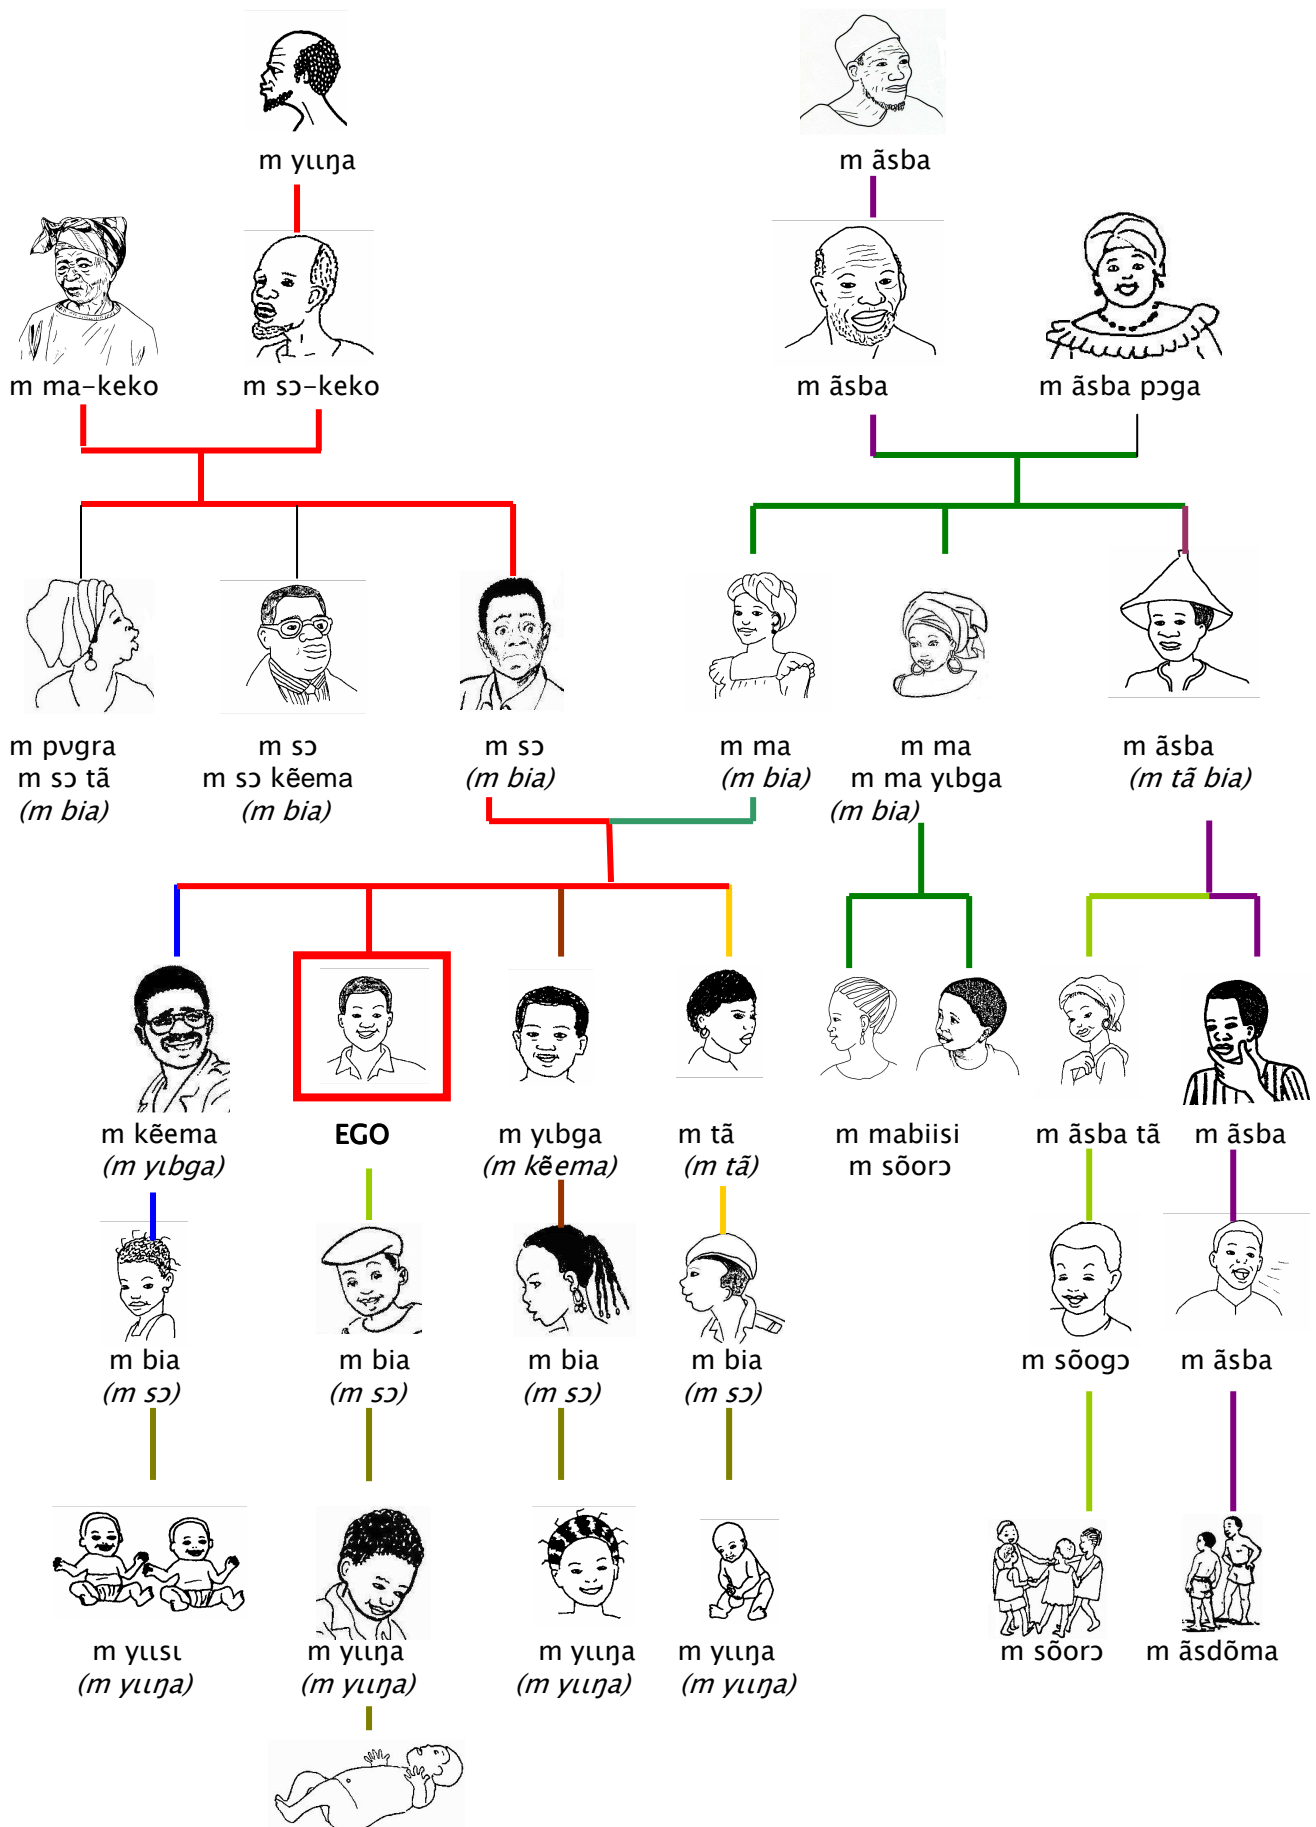 m yɩɩŋa
m ãsba
m ma-keko
m sɔ-keko
m ãsba
m ãsba pɔga
m pʋgra
m sɔ tã
(m bia)
m sɔ
m sɔ kẽema
(m bia)
m sɔ
(m bia)
m ma
(m bia)
m ma
m ma yɩbga
(m bia)
m ãsba
(m tã bia)
m kẽema
(m yɩbga)
EGO
m yɩbga
(m kẽema)
m tã
(m tã)
m mabiisi
m sõorɔ
m ãsba tã
m ãsba
m bia
(m sɔ)
m bia
(m sɔ)
m bia
(m sɔ)
m bia
(m sɔ)
m sõogɔ
m ãsba
m yɩɩsɩ
(m yɩɩŋa)
m yɩɩŋa
(m yɩɩŋa)
m yɩɩŋa
(m yɩɩŋa)
m yɩɩŋa
(m yɩɩŋa)
m sõorɔ
m ãsdõma